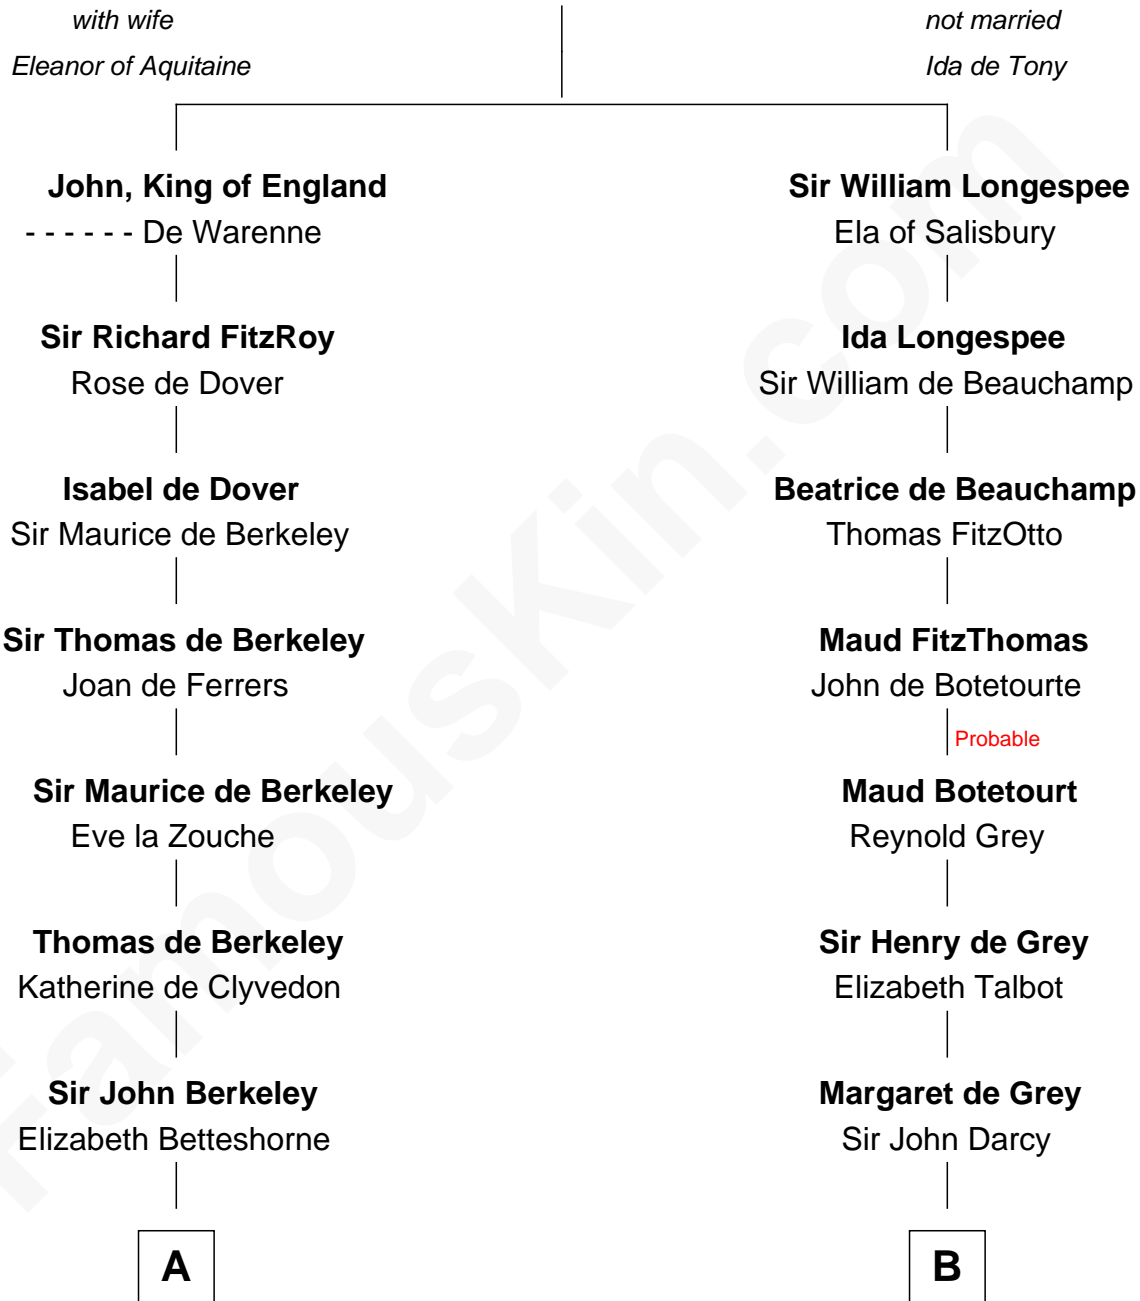 with wife
Eleanor of Aquitaine
not married
Ida de Tony
John, King of England
- - - - - - De Warenne
Sir William Longespee
Ela of Salisbury
Sir Richard FitzRoy
Rose de Dover
Ida Longespee
Sir William de Beauchamp
Isabel de Dover
Sir Maurice de Berkeley
Beatrice de Beauchamp
Thomas FitzOtto
Sir Thomas de Berkeley
Joan de Ferrers
Maud FitzThomas
John de Botetourte
Probable
Sir Maurice de Berkeley
Eve la Zouche
Maud Botetourt
Reynold Grey
Thomas de Berkeley
Katherine de Clyvedon
Sir Henry de Grey
Elizabeth Talbot
Sir John Berkeley
Elizabeth Betteshorne
Margaret de Grey
Sir John Darcy
A
B
FamousKin.com